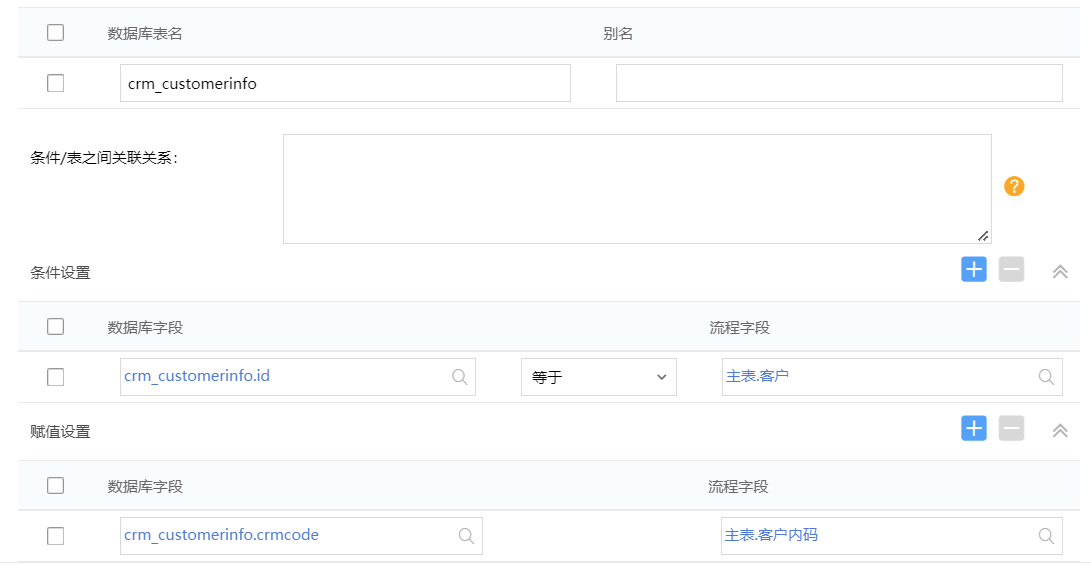 数据库表名 别名
crm_customerinfo
条件/表之间关联关系：
?
条件设置
数据库字段 流程字段
crm_customerinfo.id 等于 主表.客户
赋值设置
数据库字段 流程字段
crm_customerinfo.crmcode 主表.客户内码